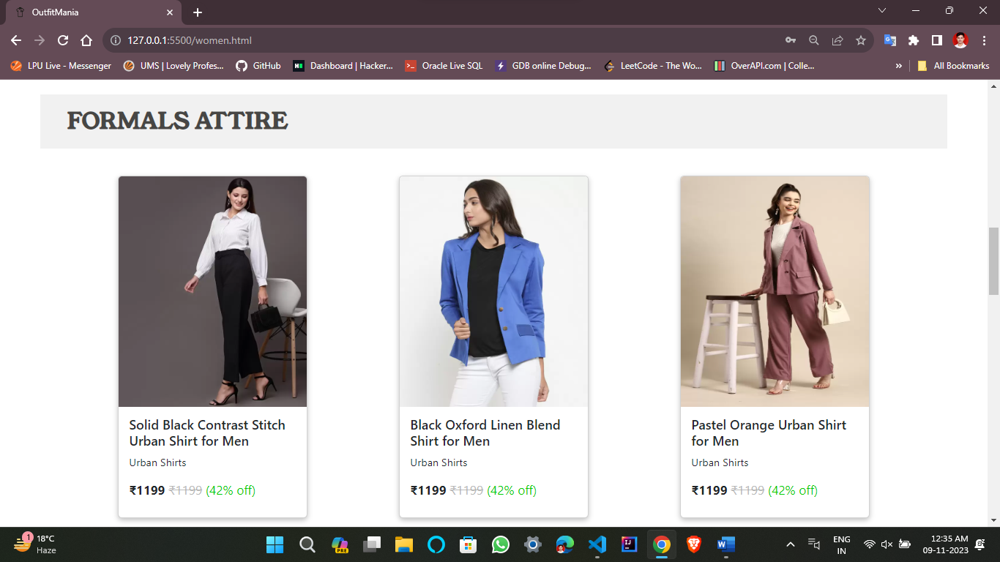 OutfitMania
127.0.0.1:5500/women.html
LPU Live - Messenger UMS | Lovely Profes... GitHub Dashboard | Hacker... Oracle Live SQL GDB online Debug... LeetCode - The Wo... OverAPI.com | Colle... » All Bookmarks
FORMALS ATTIRE
Solid Black Contrast Stitch
Urban Shirt for Men
Urban Shirts
₹1199 ₹1199 (42% off)
Black Oxford Linen Blend
Shirt for Men
Urban Shirts
₹1199 ₹1199 (42% off)
Pastel Orange Urban Shirt
for Men
Urban Shirts
₹1199 ₹1199 (42% off)
1
18°C
Haze
PRE
ENG
IN
12:35 AM
09-11-2023